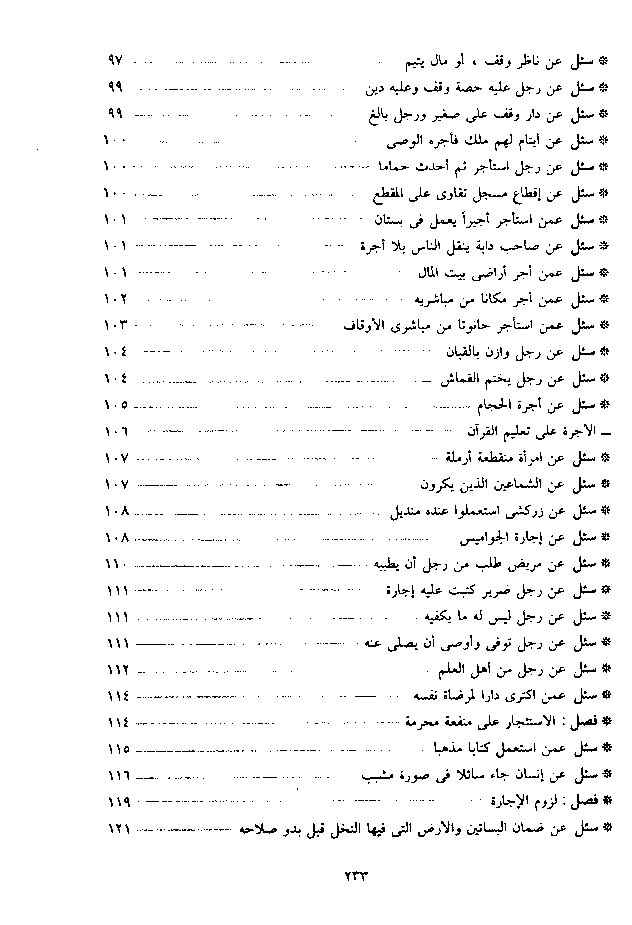 * سئل عن ناظر وقف ، أو مال يتيم ٩٧
* سئل عن رجل عليه حصة وقف وعليه دين ٩٩
* سئل عن دار وقف على صغير ورجل بالغ ٩٩
* سئل عن أيتام لهم ملك فأجره الوصى ١٠٠
* سئل عن رجل استأجر ثم أحدث حماما ١٠٠
* سئل عن إقطاع مسجل تقاوى على المقطع ١٠٠
* سئل عمن استأجر أجيراً يعمل فى بستان ١٠١
* سئل عن صاحب دابة ينقل الناس بلا أجرة ١٠١
* سئل عمن أجر أراضى بيت المال ١٠١
* سئل عمن أجر مكانا من مباشريه ١٠٢
* سئل عمن استأجر حانوتا من مباشرى الأوقاف ١٠٣
* سئل عن رجل وازن بالقبان ١٠٤
* سئل عن رجل يختم القماش ١٠٤
* سئل عن أجرة الحجام ١٠٥
ــ الأجرة على تعليم القرآن ١٠٦
* سئل عن امرأة منقطعة أرملة ١٠٧
* سئل عن الشماعين الذين يكرون ١٠٧
* سئل عن زركشى استعملوا عنده منديل ١٠٨
* سئل عن إجارة الجواميس ١٠٨
* سئل عن مريض طلب من رجل أن يطببه ١١٠
* سئل عن رجل ضرير كتبت عليه إجارة ١١١
* سئل عن رجل ليس له ما يكفيه ١١١
* سئل عن رجل توفى وأوصى أن يصلى عنه ١١١
* سئل عن رجل من أهل العلم ١١٢
* سئل عمن اكترى دارا لمرضاة نفسه ١١٤
* فصل : الاستئجار على منفعة محرمة ١١٤
* سئل عمن استعمل كتابا مذهبا ١١٥
* سئل عن إنسان جاء سائلا فى صورة مشبب ١١٦
* فصل : لزوم الإجارة ١١٩
* سئل عن ضمان البساتين والأرض التى فيها النخل قبل بدو صلاحه ١٢١
٢٣٣